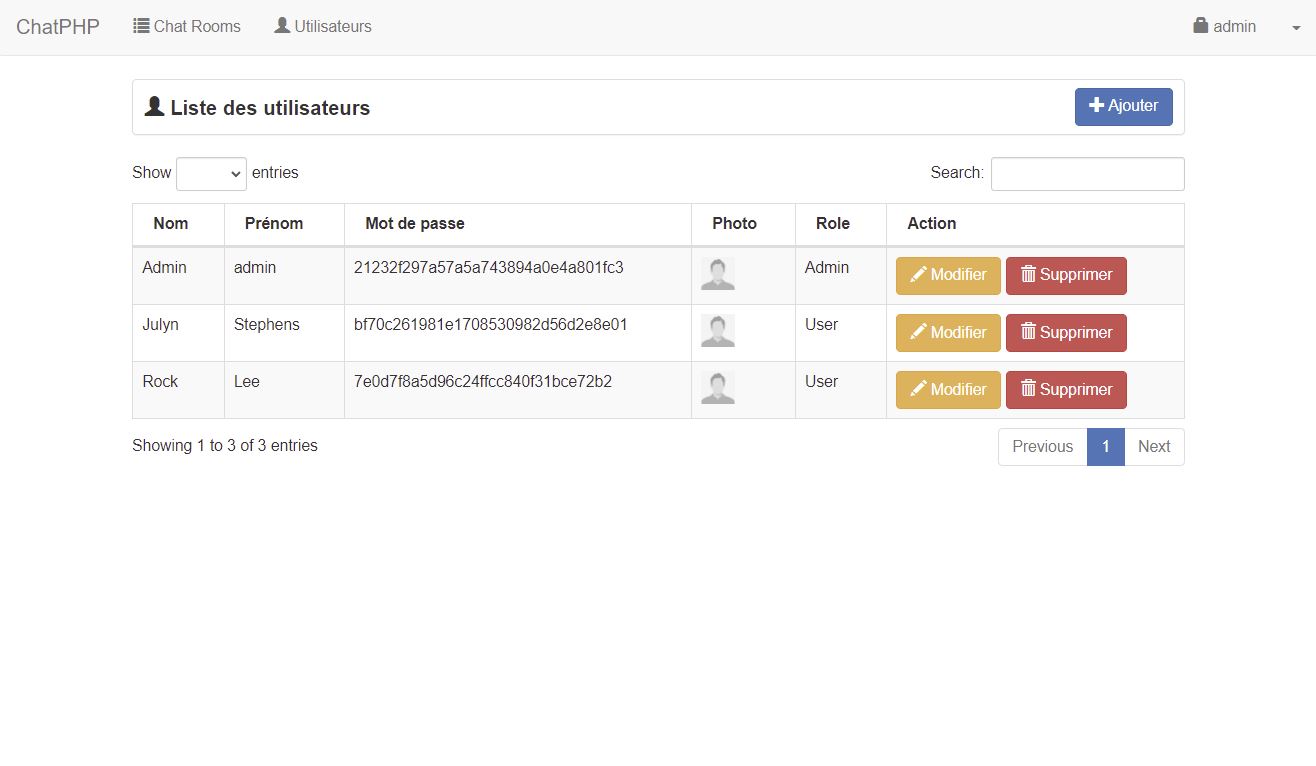 ChatPHP Chat Rooms Utilisateurs admin
Liste des utilisateurs Ajouter
Show entries Search:
Nom Prénom Mot de passe Photo Role Action
Admin admin 21232f297a57a5a743894a0e4a801fc3 Admin Modifier Supprimer
Julyn Stephens bf70c261981e1708530982d56d2e8e01 User Modifier Supprimer
Rock Lee 7e0d7f8a5d96c24ffcc840f31bce72b2 User Modifier Supprimer
Showing 1 to 3 of 3 entries Previous 1 Next